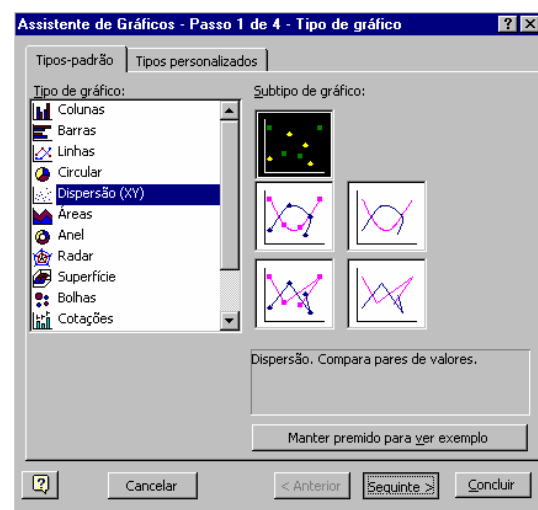 Assistente de Gráficos - Passo 1 de 4 - Tipo de gráfico
Tipos-padrão
Tipos personalizados
Tipo de gráfico:
Colunas
Barras
Linhas
Circular
Dispersão (XY)
Áreas
Anel
Radar
Superfície
Bolhas
Cotações
Subtipo de gráfico:
Dispersão. Compara pares de valores.
Manter premido para ver exemplo
Cancelar
< Anterior
Seguinte >
Concluir